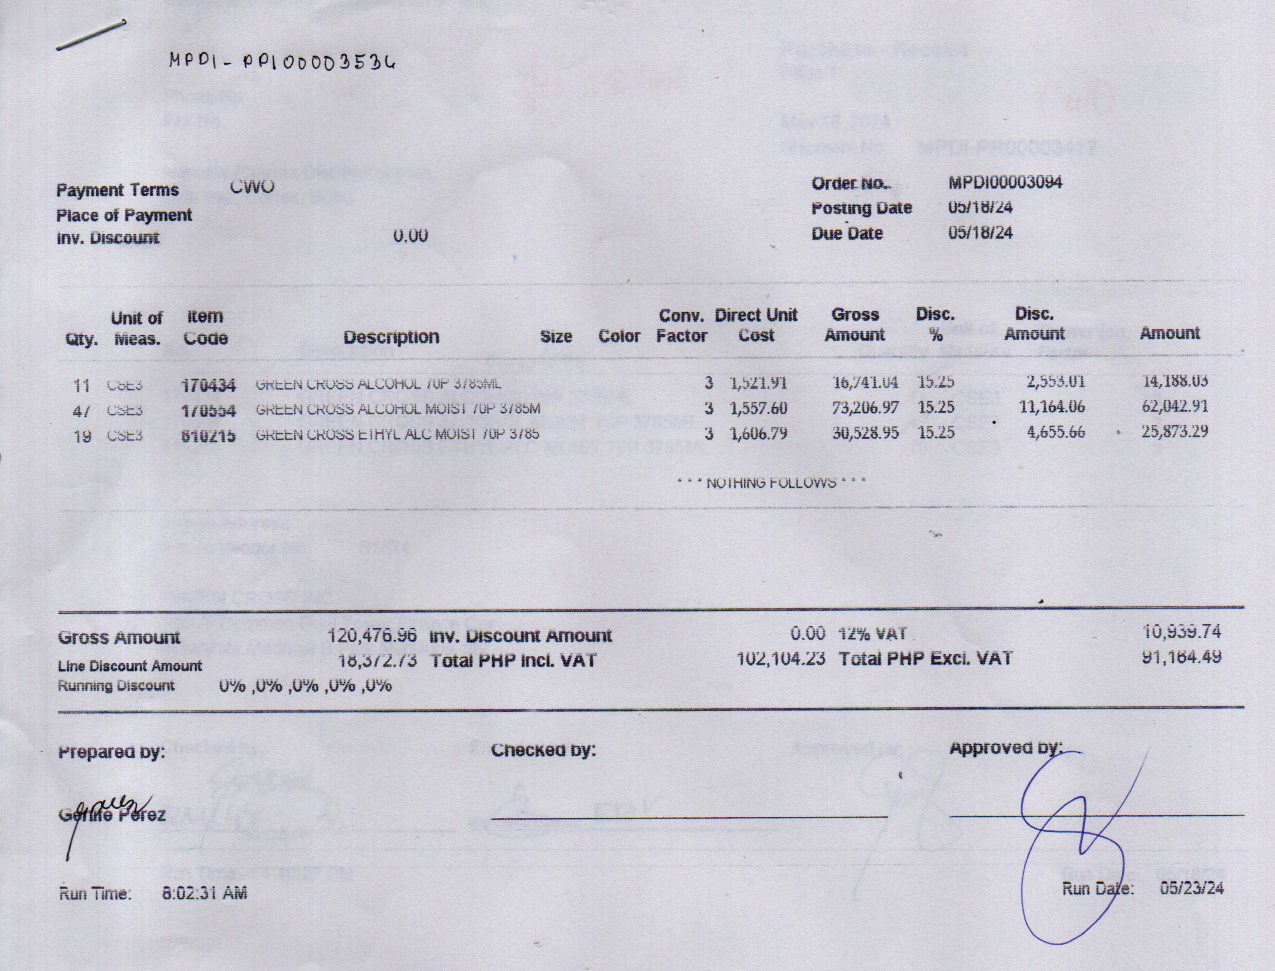 MPDI-PPI00003536
Payment Terms CWO Order No. MPDI00003094
Place of Payment Posting Date 05/18/24
Inv. Discount 0.00 Due Date 05/18/24
Qty. Unit of Meas. Item Code Description Size Color Conv. Factor Direct Unit Cost Gross Amount Disc. % Disc. Amount Amount
11 CSE3 170434 GREEN CROSS ALCOHOL 70P 3785ML 3 1,521.91 16,741.04 15.25 2,553.01 14,188.03
47 CSE3 170554 GREEN CROSS ALCOHOL MOIST 70P 3785M 3 1,557.60 73,206.97 15.25 11,164.06 62,042.91
19 CSE3 610215 GREEN CROSS ETHYL ALC MOIST 70P 3785 3 1,606.79 30,528.95 15.25 4,655.66 25,873.29
* * * NOTHING FOLLOWS * * *
Gross Amount 120,476.96 Inv. Discount Amount 0.00 12% VAT 10,939.74
Line Discount Amount 18,372.73 Total PHP Incl. VAT 102,104.23 Total PHP Excl. VAT 91,164.49
Running Discount 0% ,0% ,0% ,0% ,0%
Prepared by: Checked by: Approved by:
Perez
Run Time: 8:02:31 AM Run Date: 05/23/24